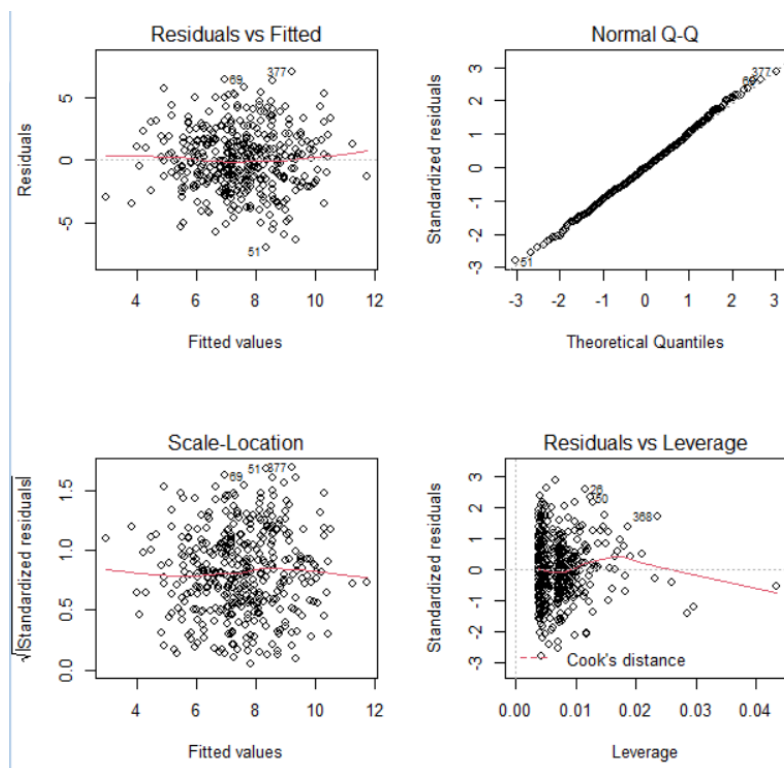 Residuals vs Fitted
Residuals
5
0
-5
377
69
51
4 6 8 10 12
Fitted values
Normal Q-Q
Standardized residuals
3
2
1
0
-1
-2
-3
377
51
-3 -2 -1 0 1 2 3
Theoretical Quantiles
Scale-Location
√|Standardized residuals|
1.5
1.0
0.5
0.0
69
51
377
4 6 8 10 12
Fitted values
Residuals vs Leverage
Standardized residuals
3
2
1
0
-1
-2
-3
26
50
368
Cook's distance
0.00 0.01 0.02 0.03 0.04
Leverage